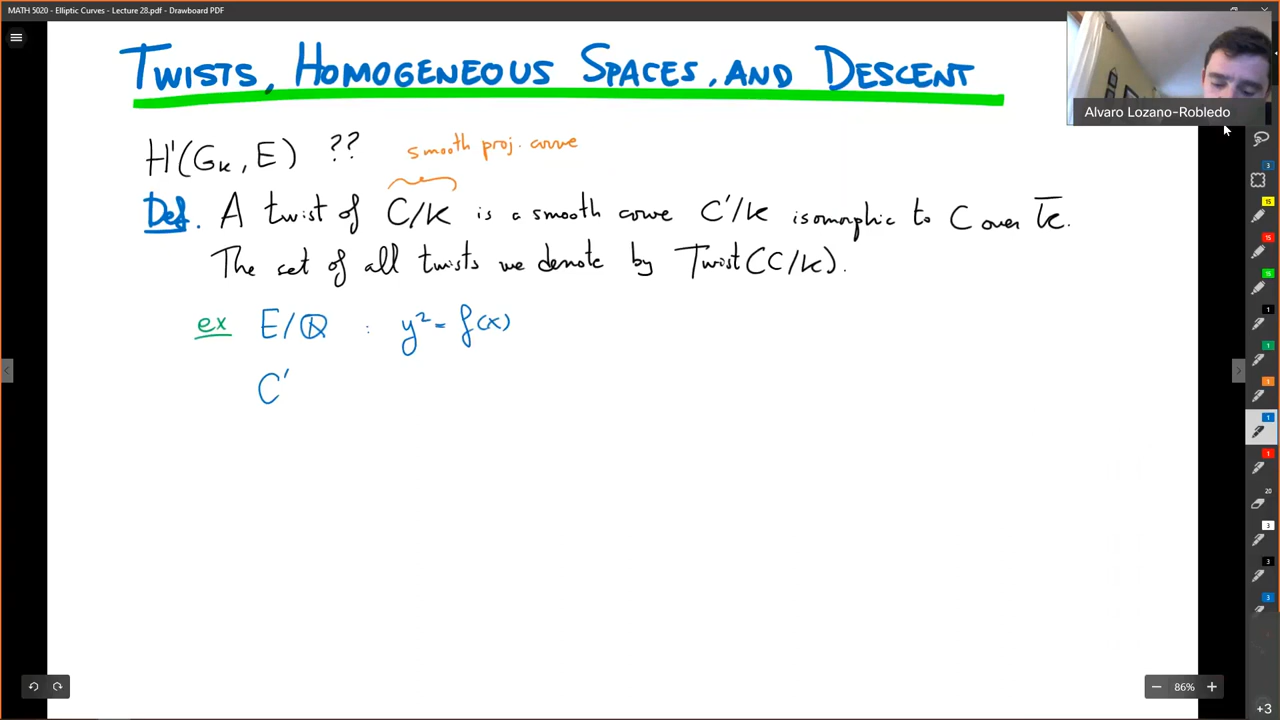 MATH 5020 - Elliptic Curves - Lecture 28.pdf - Drawboard PDF
TWISTS, HOMOGENEOUS SPACES, AND DESCENT
Alvaro Lozano-Robledo
H¹(G_K, E) ??
smooth proj. curve
Def. A twist of C/K is a smooth curve C'/K isomorphic to C over K̅.
The set of all twists we denote by Twist(C/K).
ex E/ℚ : y² = f(x)
C'
86%
+3